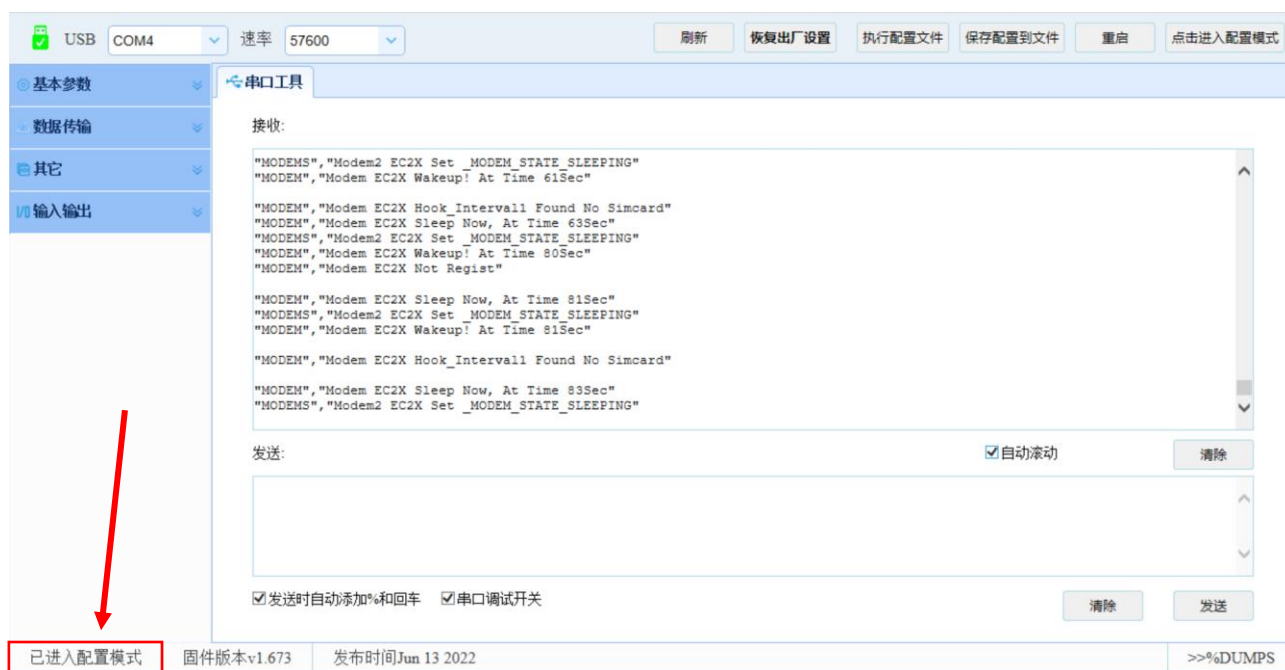 USB COM4 速率 57600 刷新 恢复出厂设置 执行配置文件 保存配置到文件 重启 点击进入配置模式
基本参数
数据传输
其它
I/O 输入输出
串口工具
接收:
"MODEMS","Modem2 EC2X Set _MODEM_STATE_SLEEPING"
"MODEM","Modem EC2X Wakeup! At Time 61Sec"
"MODEM","Modem EC2X Hook_Interval1 Found No Simcard"
"MODEM","Modem EC2X Sleep Now, At Time 63Sec"
"MODEMS","Modem2 EC2X Set _MODEM_STATE_SLEEPING"
"MODEM","Modem EC2X Wakeup! At Time 80Sec"
"MODEM","Modem EC2X Not Regist"
"MODEM","Modem EC2X Sleep Now, At Time 81Sec"
"MODEMS","Modem2 EC2X Set _MODEM_STATE_SLEEPING"
"MODEM","Modem EC2X Wakeup! At Time 81Sec"
"MODEM","Modem EC2X Hook_Interval1 Found No Simcard"
"MODEM","Modem EC2X Sleep Now, At Time 83Sec"
"MODEMS","Modem2 EC2X Set _MODEM_STATE_SLEEPING"
发送: 自动滚动 清除
发送时自动添加%和回车 串口调试开关 清除 发送
已进入配置模式 固件版本v1.673 发布时间Jun 13 2022 >>%DUMPS